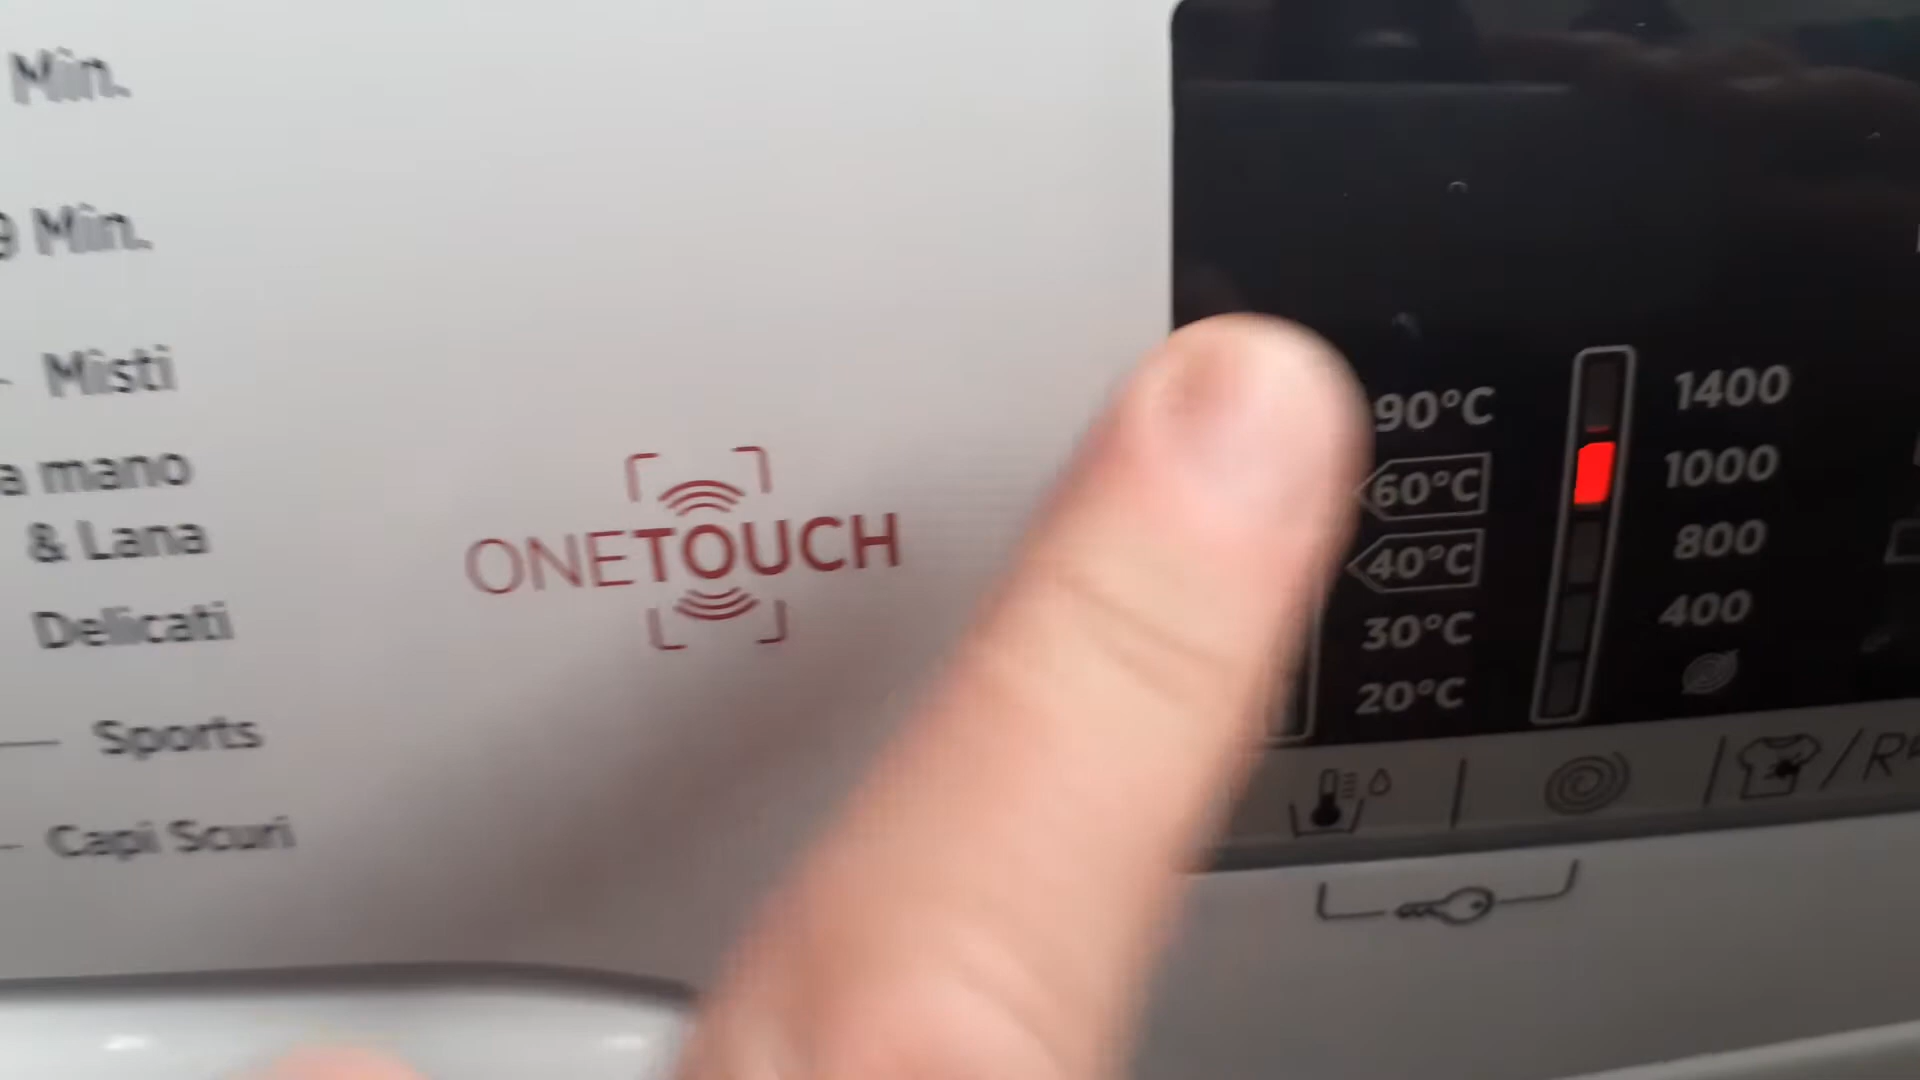 Min.
9 Min.
Misti
a mano
& Lana
Delicati
Sports
Capi Scuri
ONETOUCH
90°C
60°C
40°C
30°C
20°C
1400
1000
800
400